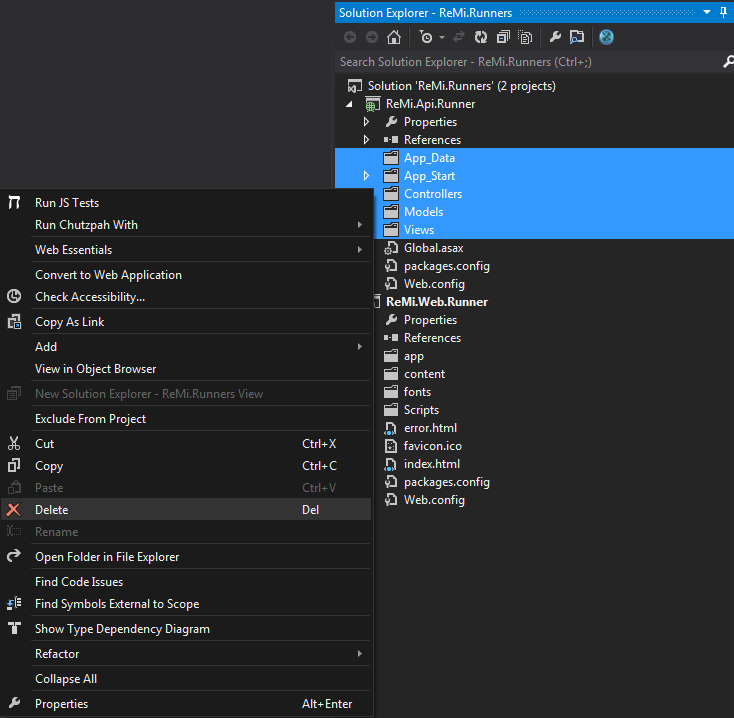 Solution Explorer - ReMi.Runners
Search Solution Explorer - ReMi.Runners (Ctrl+;)
Solution 'ReMi.Runners' (2 projects)
ReMi.Api.Runner
Properties
References
App_Data
App_Start
Controllers
Models
Views
Global.asax
packages.config
Web.config
ReMi.Web.Runner
Properties
References
app
content
fonts
Scripts
error.html
favicon.ico
index.html
packages.config
Web.config
Run JS Tests
Run Chutzpah With
Web Essentials
Convert to Web Application
Check Accessibility...
Copy As Link
Add
View in Object Browser
New Solution Explorer - ReMi.Runners View
Exclude From Project
Cut Ctrl+X
Copy Ctrl+C
Paste Ctrl+V
Delete Del
Rename
Open Folder in File Explorer
Find Code Issues
Find Symbols External to Scope
Show Type Dependency Diagram
Refactor
Collapse All
Properties Alt+Enter